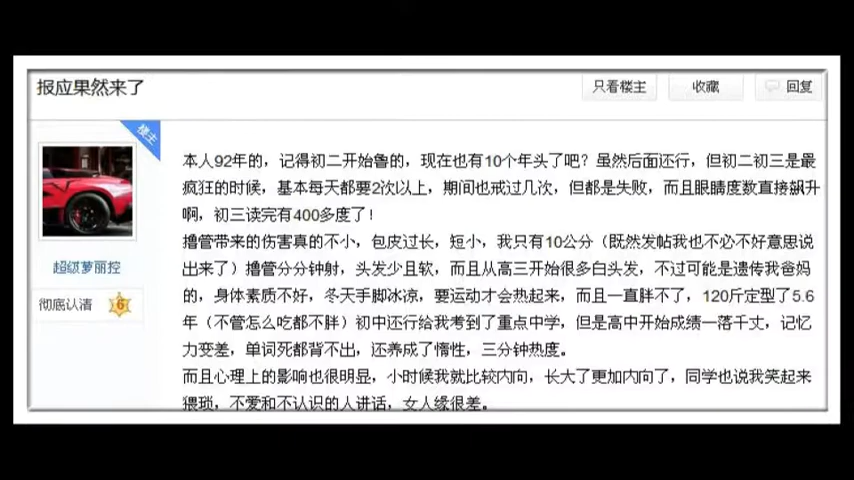 报应果然来了
只看楼主
收藏
回复
楼主
本人92年的，记得初二开始鲁的，现在也有10个年头了吧？虽然后面还行，但初二初三是最
疯狂的时候，基本每天都要2次以上，期间也戒过几次，但都是失败，而且眼睛度数直接飙升
啊，初三读完有400多度了！
撸管带来的伤害真的不小，包皮过长，短小，我只有10公分（既然发帖我也不必不好意思说
出来了）撸管分分钟射，头发少且软，而且从高三开始很多白头发，不过可能是遗传我爸妈
的，身体素质不好，冬天手脚冰凉，要运动才会热起来，而且一直胖不了，120斤定型了5.6
年（不管怎么吃都不胖）初中还行给我考到了重点中学，但是高中开始成绩一落千丈，记忆
力变差，单词死都背不出，还养成了惰性，三分钟热度。
而且心理上的影响也很明显，小时候我就比较内向，长大了更加内向了，同学也说我笑起来
猥琐，不爱和不认识的人讲话，女人缘很差。
超级萝丽控
彻底认清
6